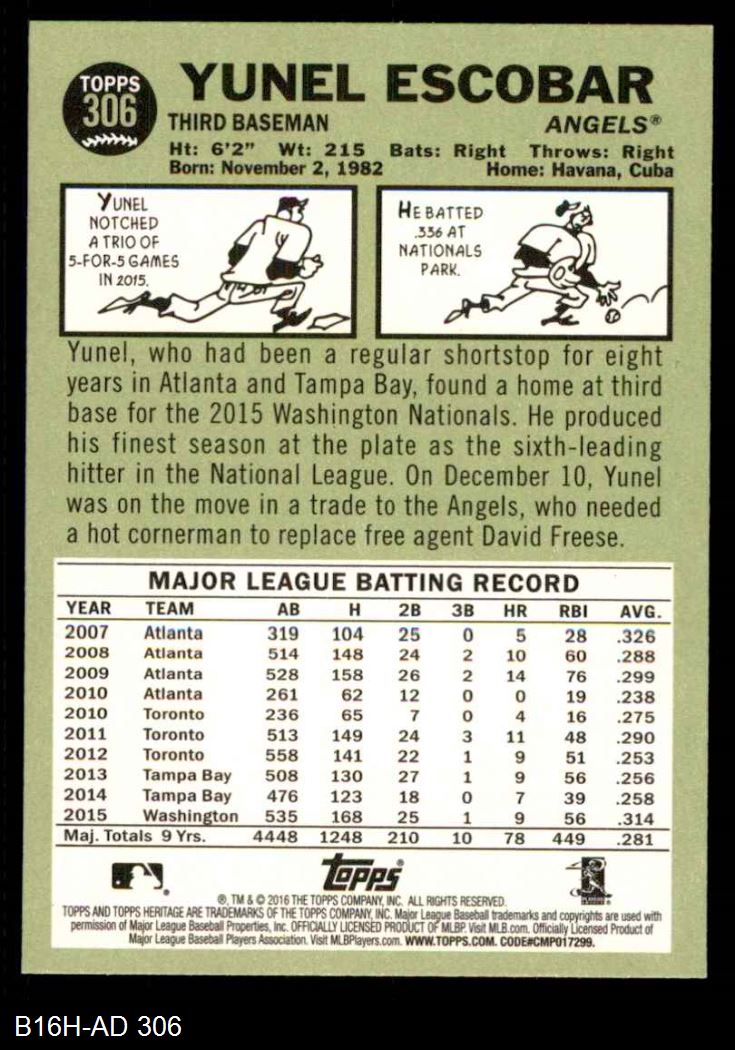 TOPPS
306
YUNEL ESCOBAR
THIRD BASEMAN ANGELS®
Ht: 6'2" Wt: 215 Bats: Right Throws: Right
Born: November 2, 1982 Home: Havana, Cuba
YUNEL
NOTCHED
A TRIO OF
5-FOR-5 GAMES
IN 2015.
HE BATTED
.336 AT
NATIONALS
PARK.
Yunel, who had been a regular shortstop for eight
years in Atlanta and Tampa Bay, found a home at third
base for the 2015 Washington Nationals. He produced
his finest season at the plate as the sixth-leading
hitter in the National League. On December 10, Yunel
was on the move in a trade to the Angels, who needed
a hot cornerman to replace free agent David Freese.
MAJOR LEAGUE BATTING RECORD
YEAR TEAM AB H 2B 3B HR RBI AVG.
2007 Atlanta 319 104 25 0 5 28 .326
2008 Atlanta 514 148 24 2 10 60 .288
2009 Atlanta 528 158 26 2 14 76 .299
2010 Atlanta 261 62 12 0 0 19 .238
2010 Toronto 236 65 7 0 4 16 .275
2011 Toronto 513 149 24 3 11 48 .290
2012 Toronto 558 141 22 1 9 51 .253
2013 Tampa Bay 508 130 27 1 9 56 .256
2014 Tampa Bay 476 123 18 0 7 39 .258
2015 Washington 535 168 25 1 9 56 .314
Maj. Totals 9 Yrs. 4448 1248 210 10 78 449 .281
topps®
®, TM & © 2016 THE TOPPS COMPANY, INC. ALL RIGHTS RESERVED.
TOPPS AND TOPPS HERITAGE ARE TRADEMARKS OF THE TOPPS COMPANY, INC. Major League Baseball trademarks and copyrights are used with
permission of Major League Baseball Properties, Inc. OFFICIALLY LICENSED PRODUCT OF MLBP. Visit MLB.com. Officially Licensed Product of
Major League Baseball Players Association. Visit MLBPlayers.com. WWW.TOPPS.COM. CODE#CMP017299.
B16H-AD 306